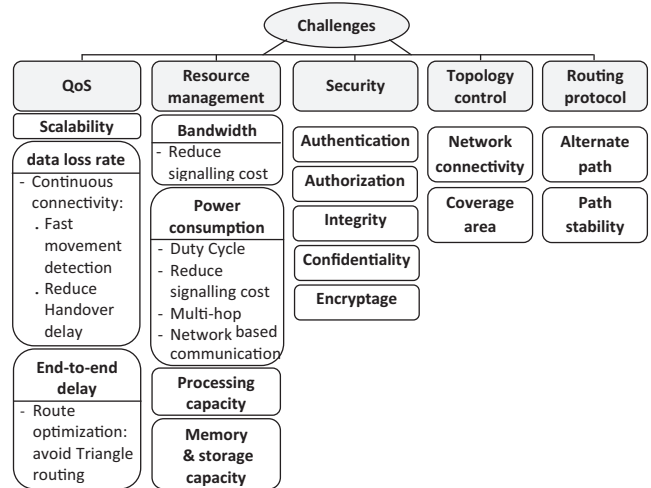 Challenges
QoS
Scalability
data loss rate
- Continuous
connectivity:
. Fast
movement
detection
. Reduce
Handover
delay
End-to-end
delay
- Route
optimization:
avoid Triangle
routing
Resource
management
Bandwidth
- Reduce
signalling cost
Power
consumption
- Duty Cycle
- Reduce
signalling cost
- Multi-hop
- Network based
communication
Processing
capacity
Memory
& storage
capacity
Security
Authentication
Authorization
Integrity
Confidentiality
Encryptage
Topology
control
Network
connectivity
Coverage
area
Routing
protocol
Alternate
path
Path
stability